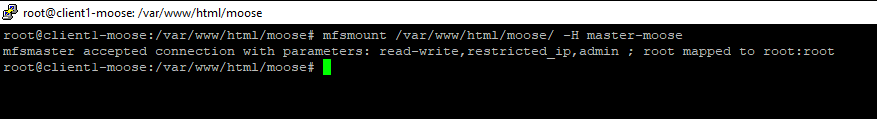 root@client1-moose: /var/www/html/moose
root@client1-moose:/var/www/html/moose# mfsmount /var/www/html/moose/ -H master-moose
mfsmaster accepted connection with parameters: read-write,restricted_ip,admin ; root mapped to root:root
root@client1-moose:/var/www/html/moose#